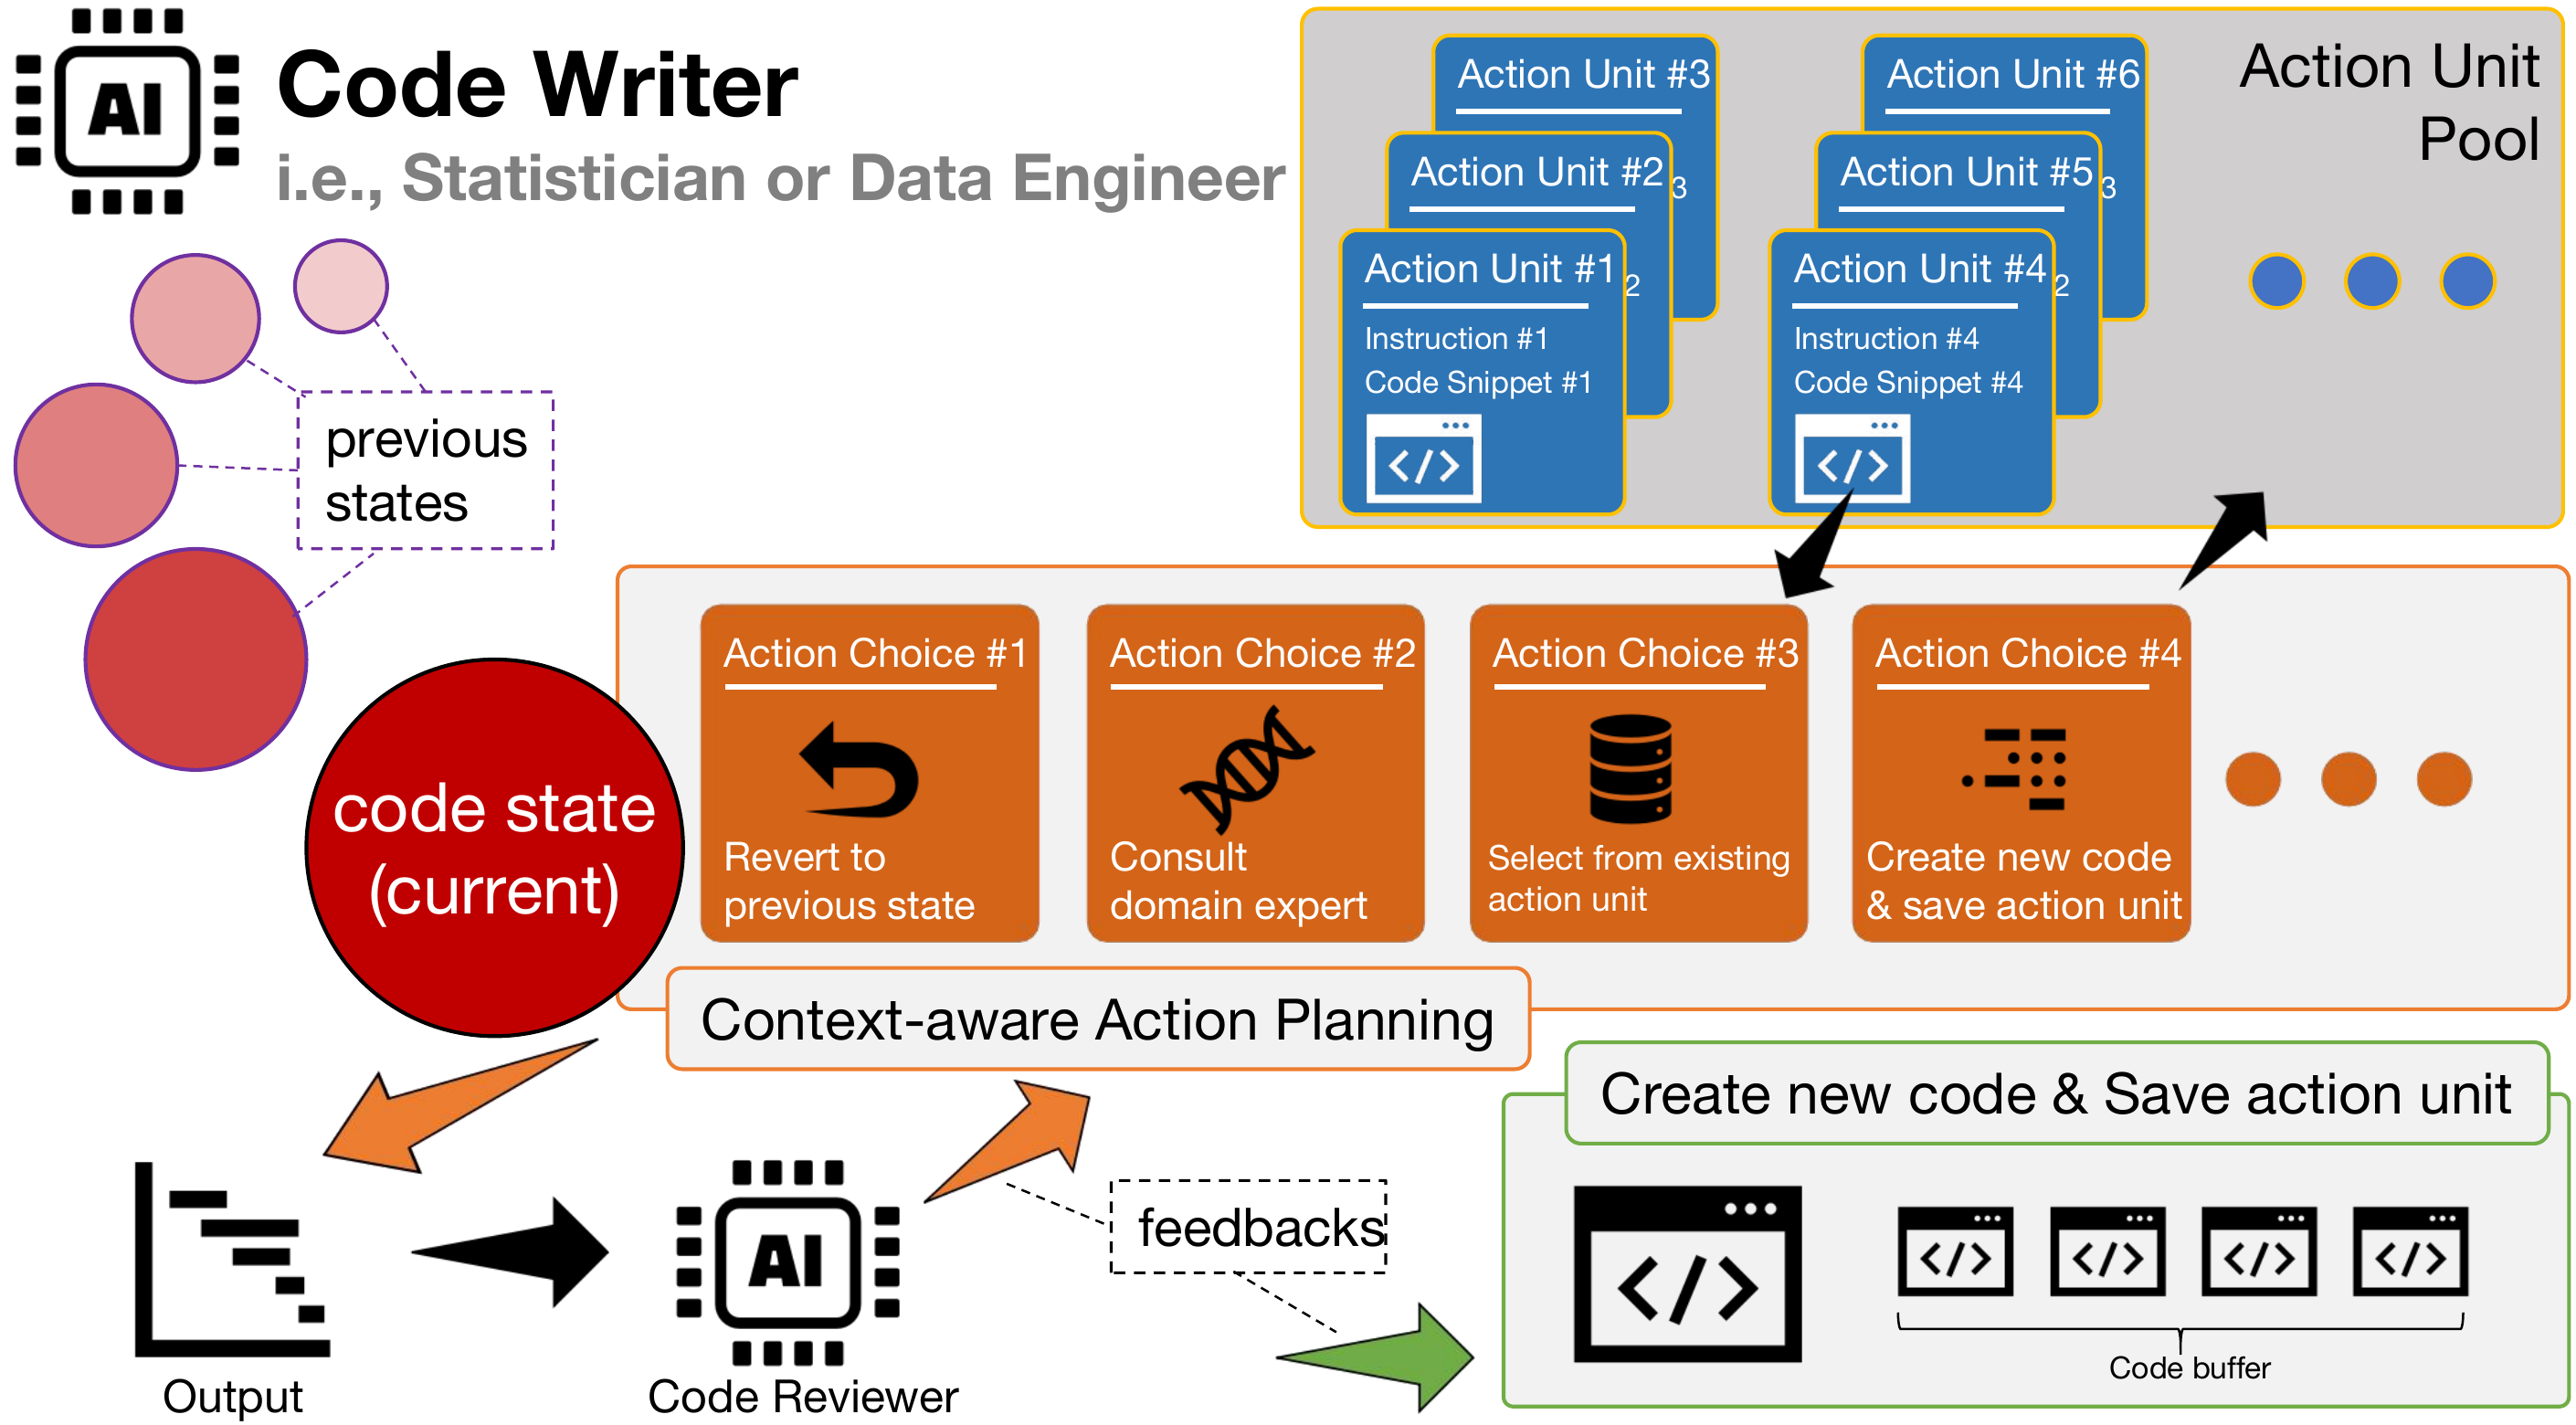 AI
Code Writer
i.e., Statistician or Data Engineer
Action Unit
Pool
Action Unit #3
Action Unit #2
3
Action Unit #1
2
Instruction #1
Code Snippet #1
</>
Action Unit #6
Action Unit #5
3
Action Unit #4
2
Instruction #4
Code Snippet #4
</>
previous
states
code state
(current)
Action Choice #1
Revert to
previous state
Action Choice #2
Consult
domain expert
Action Choice #3
Select from existing
action unit
Action Choice #4
Create new code
& save action unit
Context-aware Action Planning
Output
AI
Code Reviewer
feedbacks
Create new code & Save action unit
</>
</> </> </> </>
Code buffer